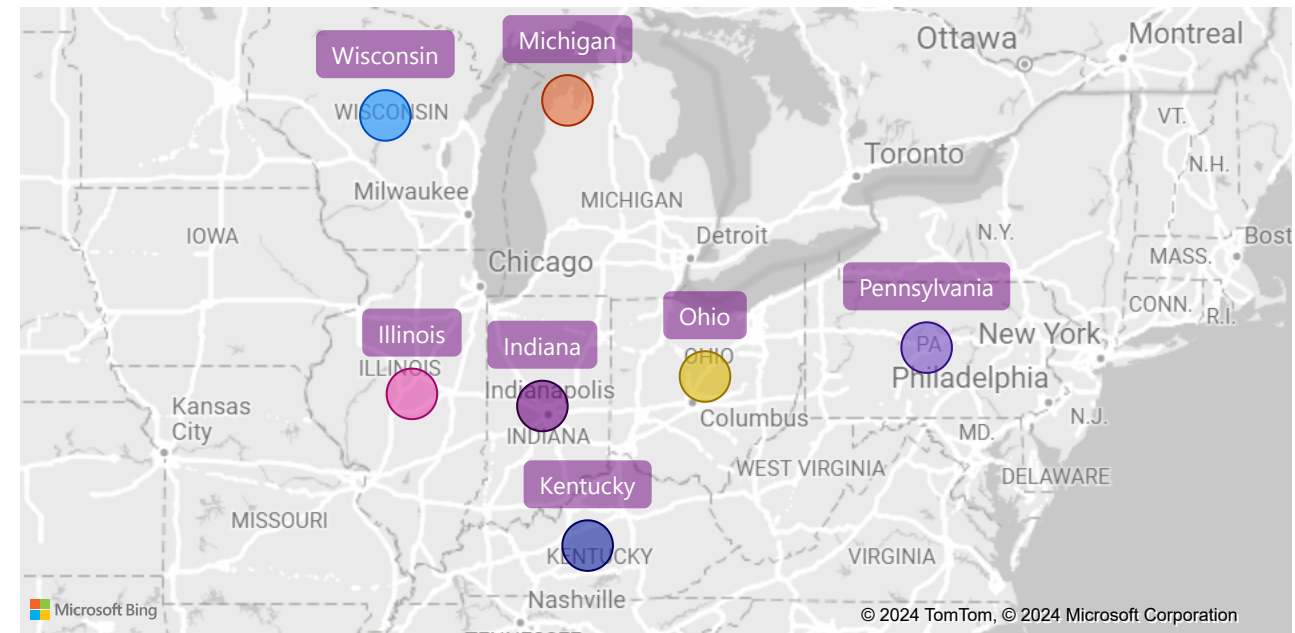 Ottawa
Montreal
Michigan
Wisconsin
WISCONSIN
VT.
Toronto
N.H.
Milwaukee
MICHIGAN
IOWA
Detroit
N.Y.
Bost
MASS.
Chicago
Pennsylvania
CONN.
R.I.
Ohio
Illinois
Indiana
New York
PA
OHIO
ILLINOIS
Philadelphia
Indianapolis
Kansas
City
Columbus
N.J.
INDIANA
MD.
WEST VIRGINIA
DELAWARE
Kentucky
MISSOURI
KENTUCKY
VIRGINIA
Nashville
Microsoft Bing
© 2024 TomTom, © 2024 Microsoft Corporation
TENNESSEE